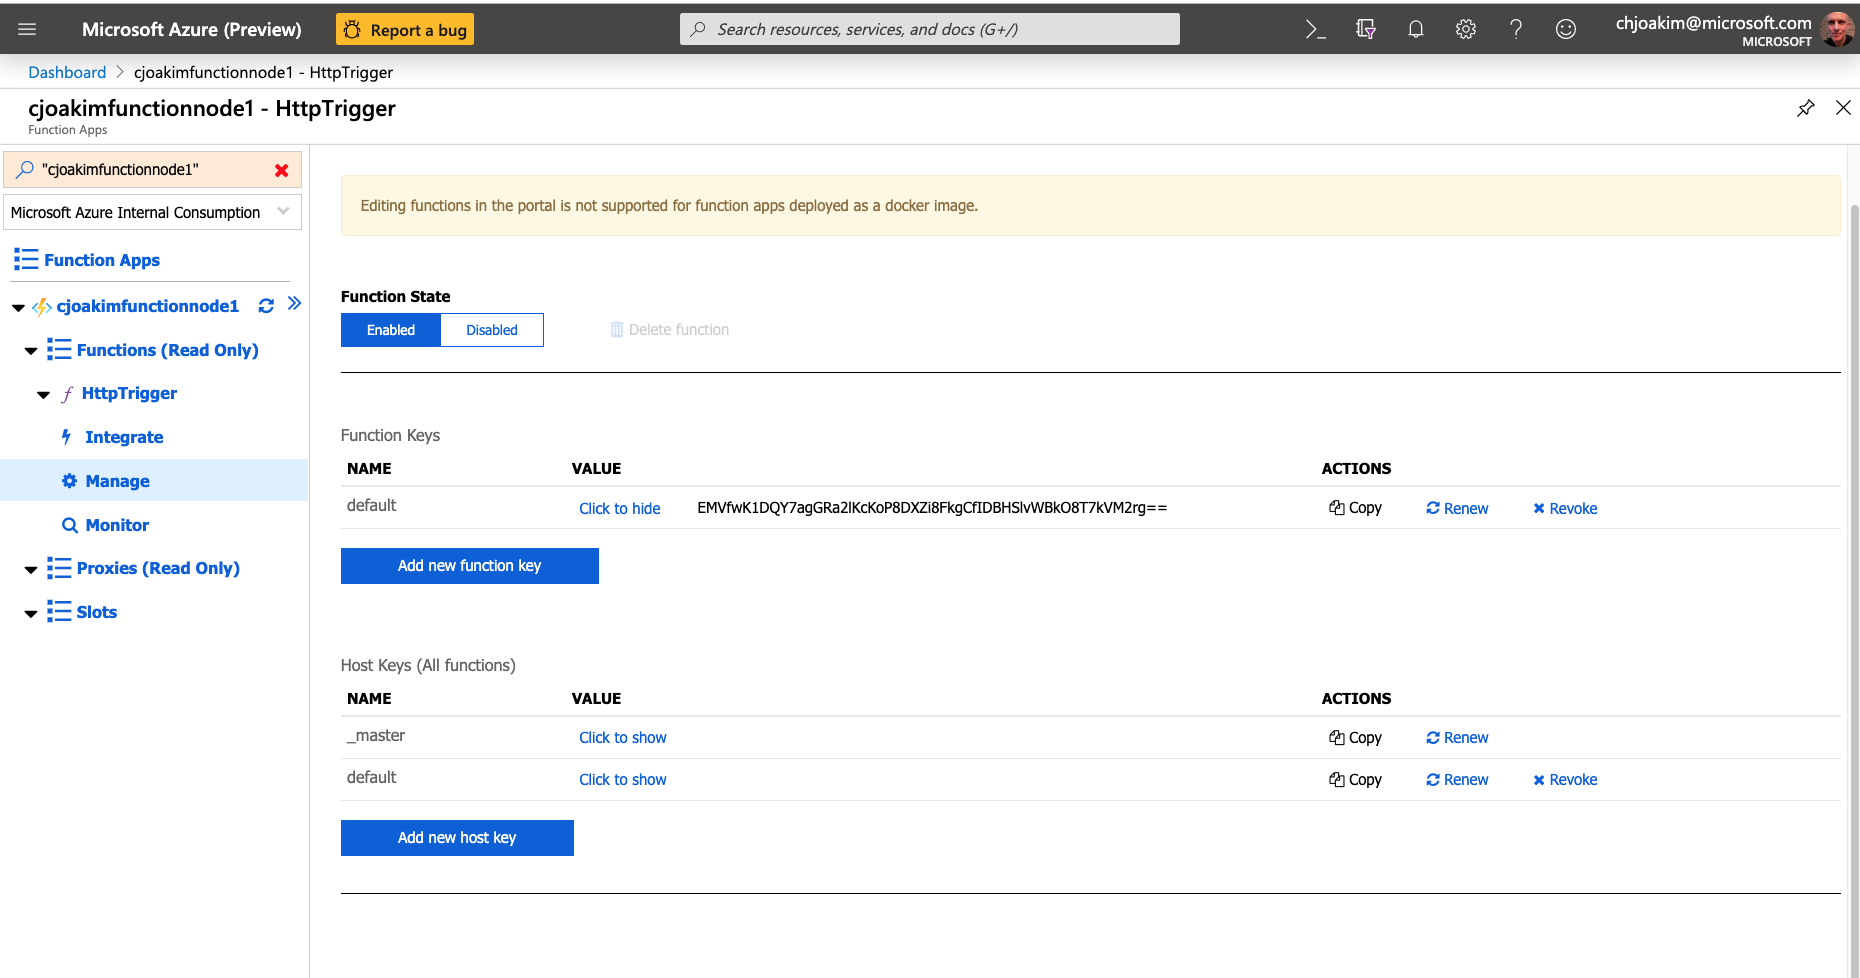 Microsoft Azure (Preview)
Report a bug
Search resources, services, and docs (G+/)
chjoakim@microsoft.com
MICROSOFT
Dashboard > cjoakimfunctionnode1 - HttpTrigger
cjoakimfunctionnode1 - HttpTrigger
Function Apps
"cjoakimfunctionnode1"
Microsoft Azure Internal Consumption
Function Apps
cjoakimfunctionnode1
Functions (Read Only)
HttpTrigger
Integrate
Manage
Monitor
Proxies (Read Only)
Slots
Editing functions in the portal is not supported for function apps deployed as a docker image.
Function State
Enabled Disabled Delete function
Function Keys
NAME VALUE ACTIONS
default Click to hide EMVfwK1DQY7agGRa2lKcKoP8DXZi8FkgCfIDBHSlvWBkO8T7kVM2rg== Copy Renew Revoke
Add new function key
Host Keys (All functions)
NAME VALUE ACTIONS
_master Click to show Copy Renew
default Click to show Copy Renew Revoke
Add new host key